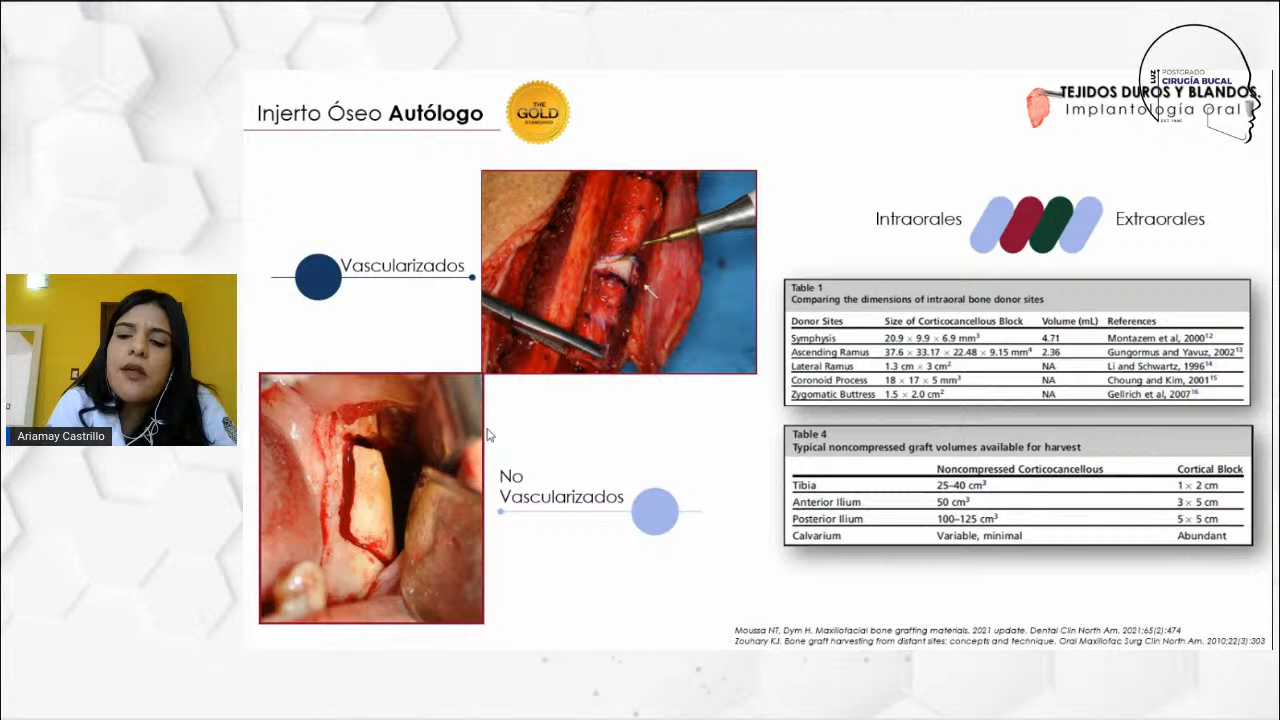 Injerto Óseo Autólogo
THE
GOLD
STANDARD
LUZ
POSTGRADO
CIRUGÍA BUCAL
TEJIDOS DUROS Y BLANDOS.
Implantología Oral
EST 1995
Vascularizados
Intraorales
Extraorales
Table 1
Comparing the dimensions of intraoral bone donor sites
Donor Sites Size of Corticocancellous Block Volume (mL) References
Symphysis 20.9 × 9.9 × 6.9 mm³ 4.71 Montazem et al, 2000¹²
Ascending Ramus 37.6 × 33.17 × 22.48 × 9.15 mm⁴ 2.36 Gungormus and Yavuz, 2002¹³
Lateral Ramus 1.3 cm × 3 cm² NA Li and Schwartz, 1996¹⁴
Coronoid Process 18 × 17 × 5 mm³ NA Choung and Kim, 2001¹⁵
Zygomatic Buttress 1.5 × 2.0 cm² NA Gellrich et al, 2007¹⁶
Ariamay Castrillo
Table 4
Typical noncompressed graft volumes available for harvest
Noncompressed Corticocancellous Cortical Block
Tibia 25–40 cm³ 1 × 2 cm
Anterior Ilium 50 cm³ 3 × 5 cm
Posterior Ilium 100–125 cm³ 5 × 5 cm
Calvarium Variable, minimal Abundant
No
Vascularizados
Moussa NT, Dym H. Maxillofacial bone grafting materials. 2021 update. Dental Clin North Am. 2021;65(2):474
Zouhary KJ. Bone graft harvesting from distant sites: concepts and technique. Oral Maxillofac Surg Clin North Am. 2010;22(3):303